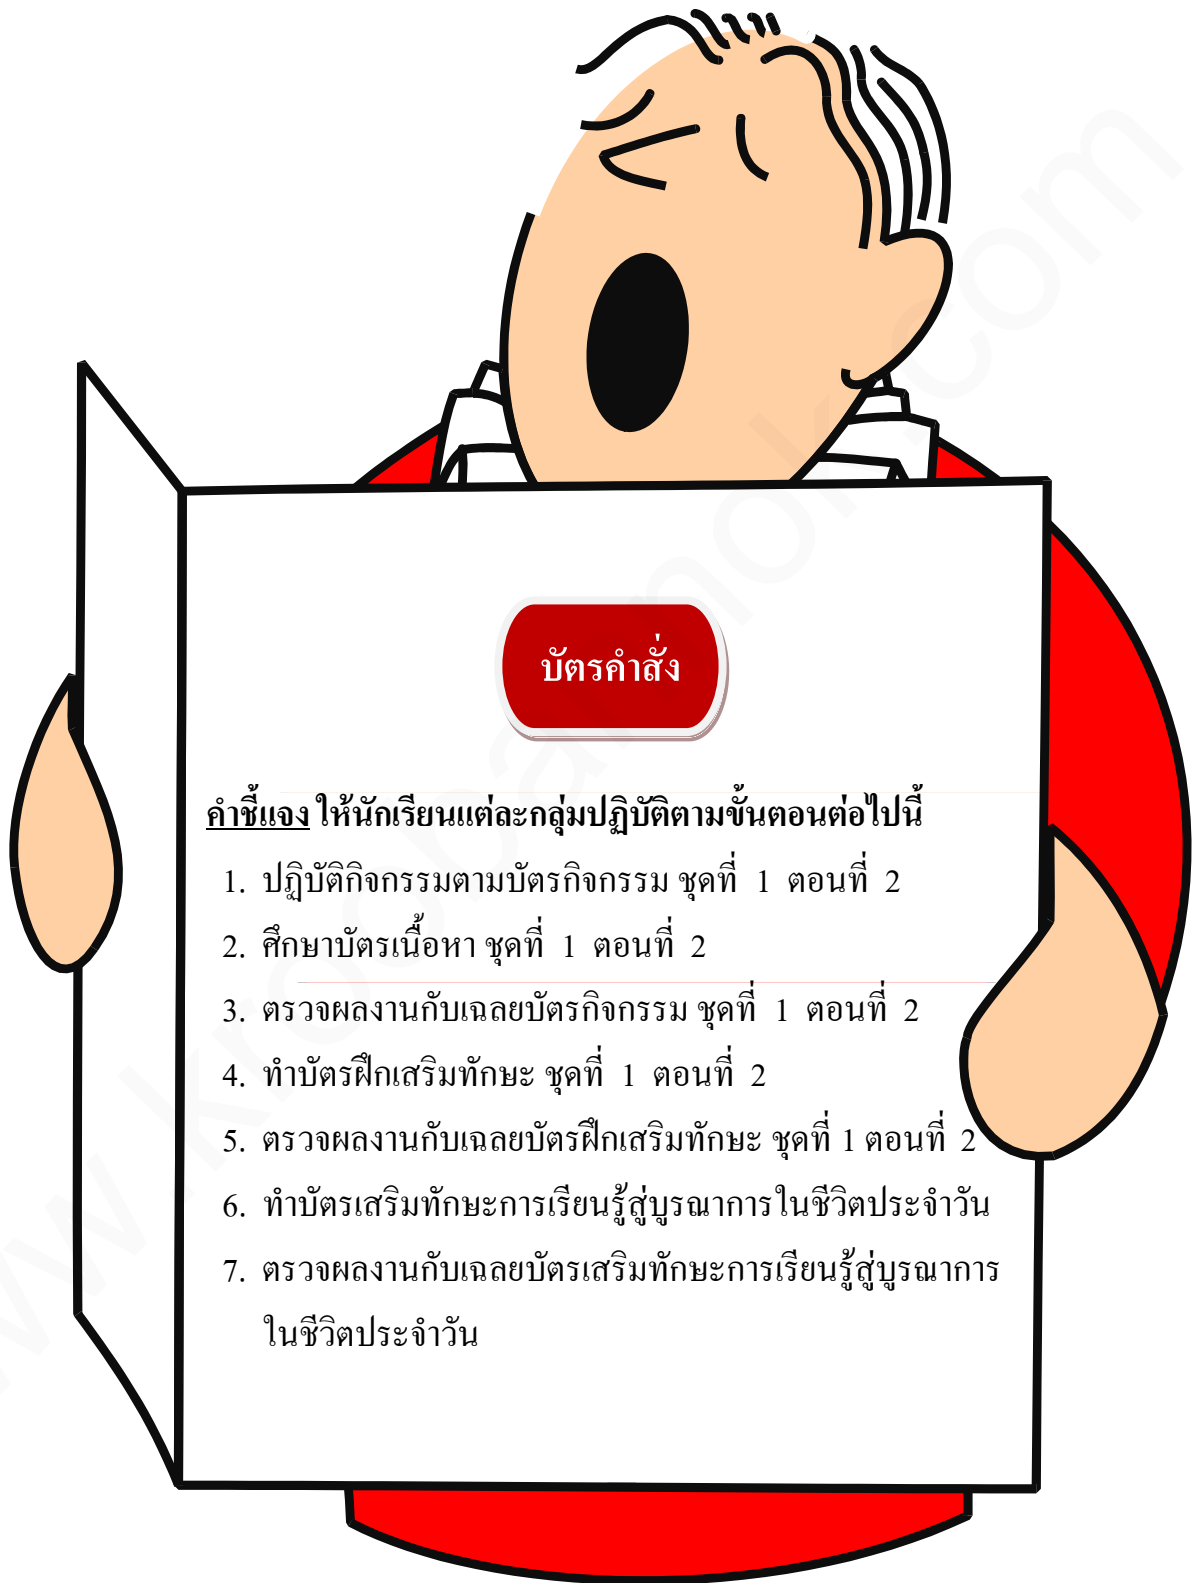 บัตรคำสั่ง
คำชี้แจง ให้นักเรียนแต่ละกลุ่มปฏิบัติตามขั้นตอนต่อไปนี้
1. ปฏิบัติกิจกรรมตามบัตรกิจกรรม ชุดที่ 1 ตอนที่ 2
2. ศึกษาบัตรเนื้อหา ชุดที่ 1 ตอนที่ 2
3. ตรวจผลงานกับเฉลยบัตรกิจกรรม ชุดที่ 1 ตอนที่ 2
4. ทำบัตรฝึกเสริมทักษะ ชุดที่ 1 ตอนที่ 2
5. ตรวจผลงานกับเฉลยบัตรฝึกเสริมทักษะ ชุดที่ 1 ตอนที่ 2
6. ทำบัตรเสริมทักษะการเรียนรู้สู่บูรณาการในชีวิตประจำวัน
7. ตรวจผลงานกับเฉลยบัตรเสริมทักษะการเรียนรู้สู่บูรณาการ
ในชีวิตประจำวัน